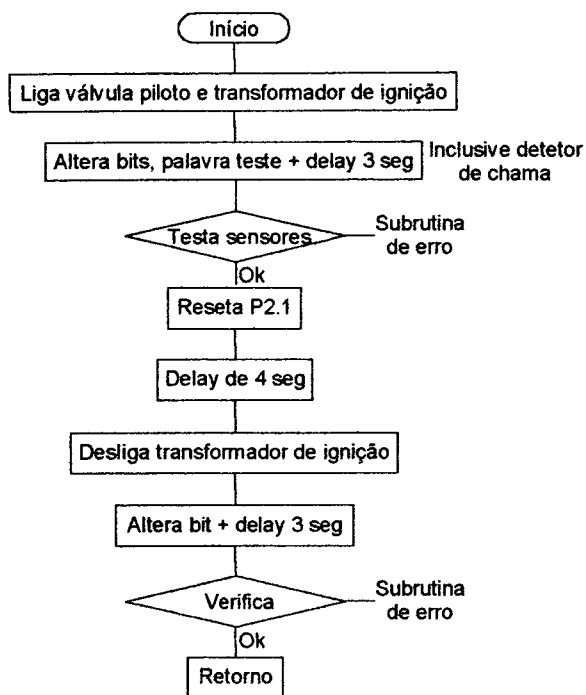 Início
Liga válvula piloto e transformador de ignição
Altera bits, palavra teste + delay 3 seg
Inclusive detetor
de chama
Testa sensores
Subrutina
de erro
Ok
Reseta P2.1
Delay de 4 seg
Desliga transformador de ignição
Altera bit + delay 3 seg
Verifica
Subrutina
de erro
Ok
Retorno